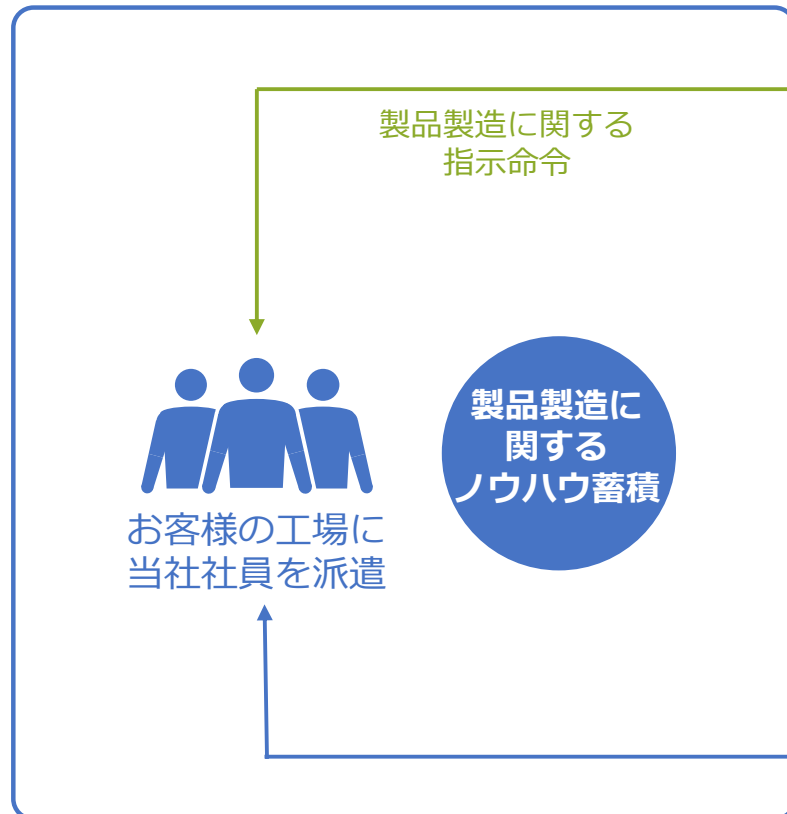 製品製造に関する
指示命令
製品製造に
関する
ノウハウ蓄積
お客様の工場に
当社社員を派遣